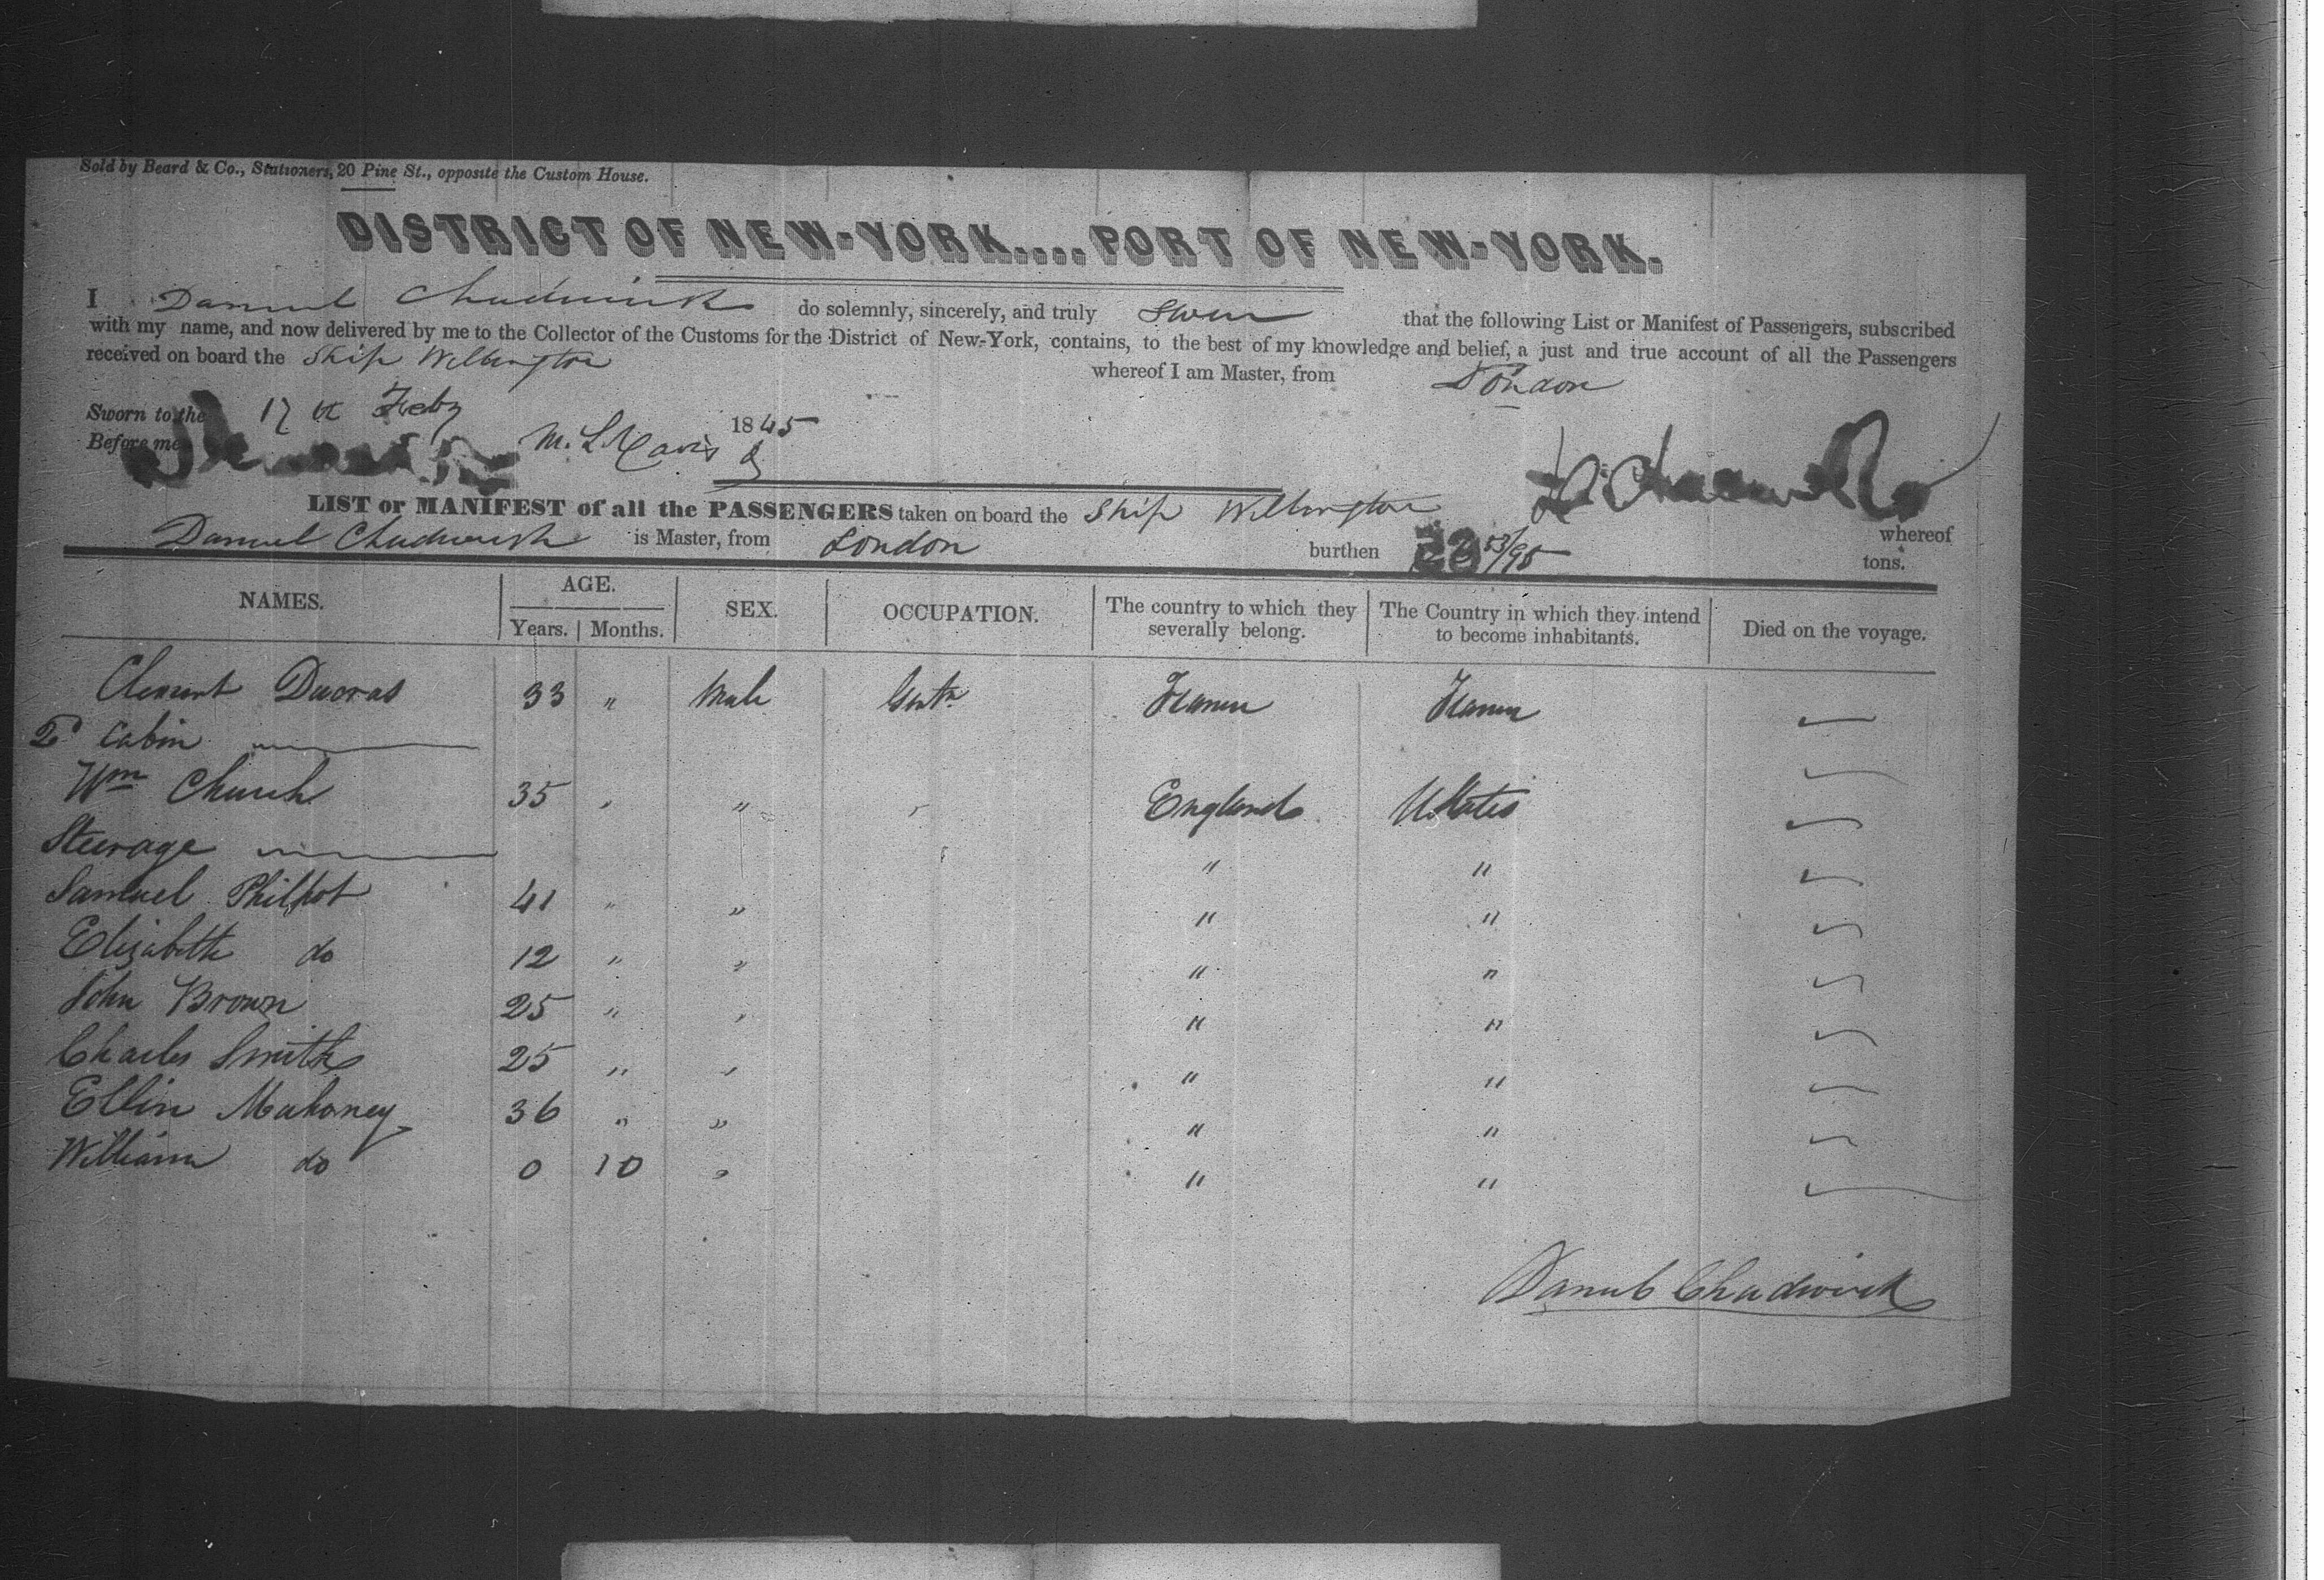 Sold by Beard & Co., Stationers, 20 Pine St., opposite the Custom House.
DISTRICT OF NEW-YORK....PORT OF NEW-YORK.
I Daniel Chadwick do solemnly, sincerely, and truly Swear that the following List or Manifest of Passengers, subscribed
with my name, and now delivered by me to the Collector of the Customs for the District of New-York, contains, to the best of my knowledge and belief, a just and true account of all the Passengers
received on board the Ship Wellington whereof I am Master, from London
Sworn to the 17th Feby 1845
Before me
LIST or MANIFEST of all the PASSENGERS taken on board the Ship Wellington whereof
Daniel Chadwick is Master, from London burthen 53/95 tons.
NAMES. AGE. Years. Months. SEX. OCCUPATION. The country to which they severally belong. The Country in which they intend to become inhabitants. Died on the voyage.
Clement 33 " Male Gentn France France
2d Cabin
Wm Church 35 " " England U States
Steerage " "
Samuel Philpot 41 " " " "
Elizabeth do 12 " " " "
John Brown 25 " " " "
Charles Smith 25 " " " "
Ellin Mahoney 36 " " " "
William do 0 10 " " "
Daniel Chadwick